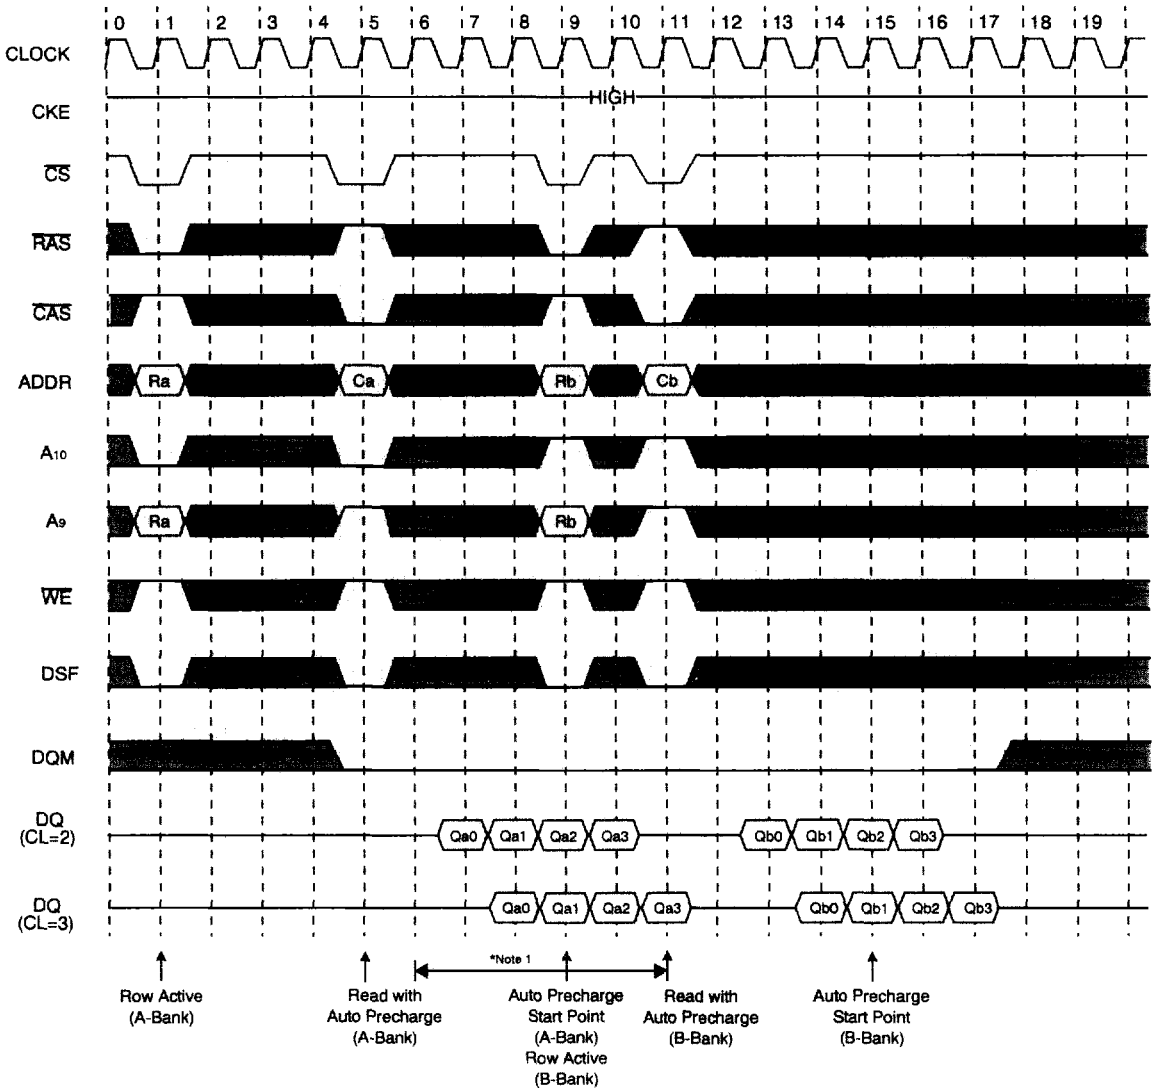 0 1 2 3 4 5 6 7 8 9 10 11 12 13 14 15 16 17 18 19
CLOCK
CKE
HIGH
CS
RAS
CAS
ADDR Ra Ca Rb Cb
A10
A9 Ra Rb
WE
DSF
DQM
DQ
(CL=2)
Qa0 Qa1 Qa2 Qa3 Qb0 Qb1 Qb2 Qb3
DQ
(CL=3)
Qa0 Qa1 Qa2 Qa3 Qb0 Qb1 Qb2 Qb3
*Note 1
Row Active
(A-Bank)
Read with
Auto Precharge
(A-Bank)
Auto Precharge
Start Point
(A-Bank)
Row Active
(B-Bank)
Read with
Auto Precharge
(B-Bank)
Auto Precharge
Start Point
(B-Bank)